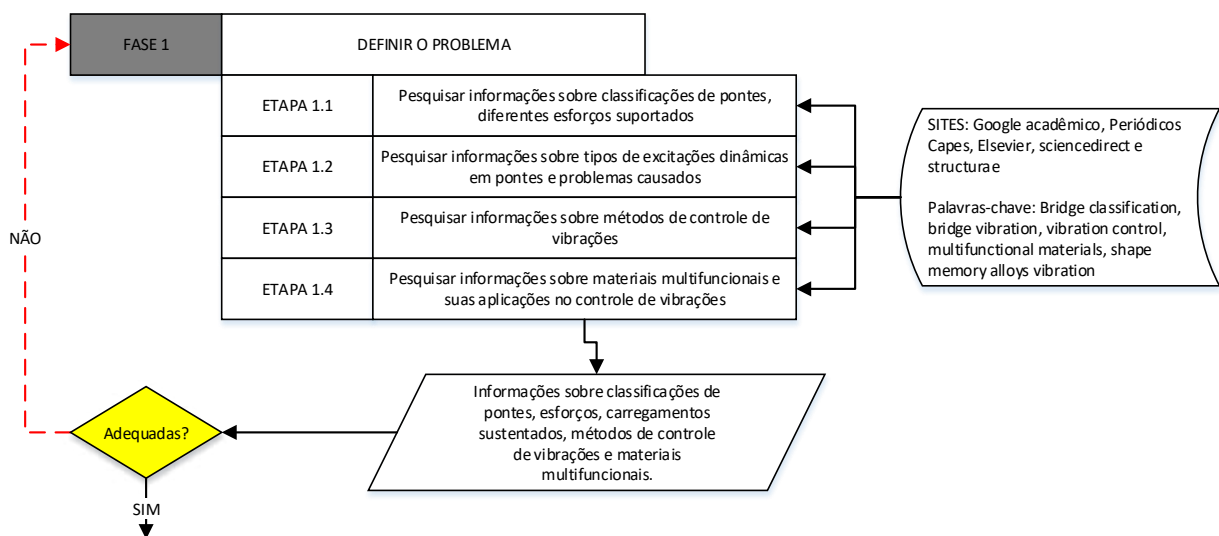 FASE 1
DEFINIR O PROBLEMA
ETAPA 1.1
Pesquisar informações sobre classificações de pontes,
diferentes esforços suportados
ETAPA 1.2
Pesquisar informações sobre tipos de excitações dinâmicas
em pontes e problemas causados
ETAPA 1.3
Pesquisar informações sobre métodos de controle de
vibrações
ETAPA 1.4
Pesquisar informações sobre materiais multifuncionais e
suas aplicações no controle de vibrações
SITES: Google acadêmico, Periódicos
Capes, Elsevier, sciencedirect e
structurae
Palavras-chave: Bridge classification,
bridge vibration, vibration control,
multifunctional materials, shape
memory alloys vibration
NÃO
Informações sobre classificações de
pontes, esforços, carregamentos
sustentados, métodos de controle
de vibrações e materiais
multifuncionais.
Adequadas?
SIM